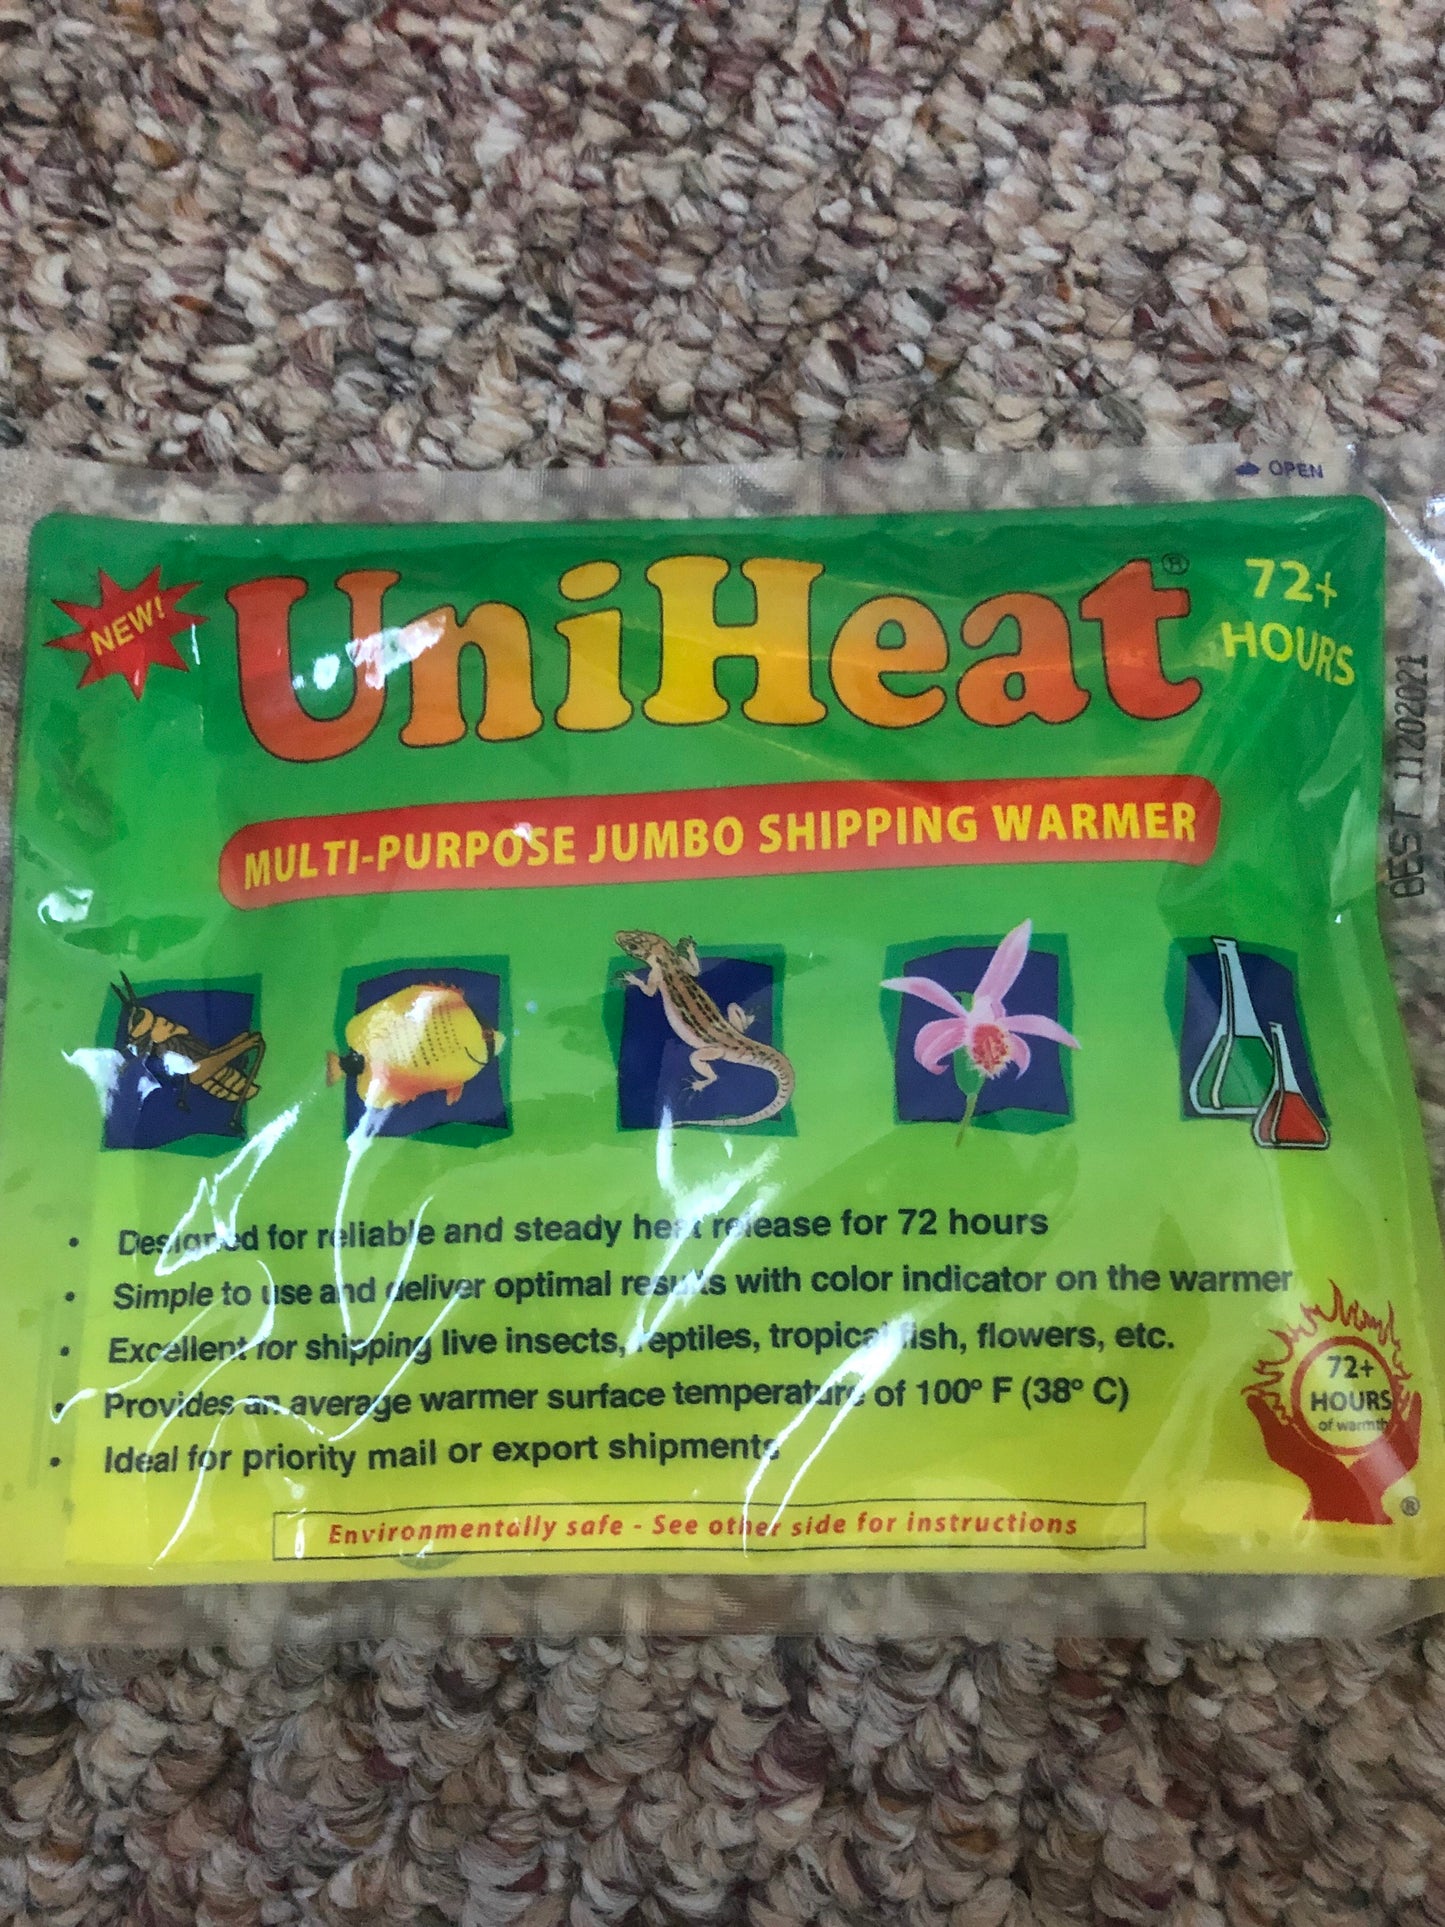 OPEN
NEW!
UniHeat®
72+
HOURS
BEST 11202021
MULTI-PURPOSE JUMBO SHIPPING WARMER
• Designed for reliable and steady heat release for 72 hours
• Simple to use and deliver optimal results with color indicator on the warmer
• Excellent for shipping live insects, reptiles, tropical fish, flowers, etc.
• Provides an average warmer surface temperature of 100° F (38° C)
• Ideal for priority mail or export shipments
72+
HOURS
of warmth
®
Environmentally safe - See other side for instructions